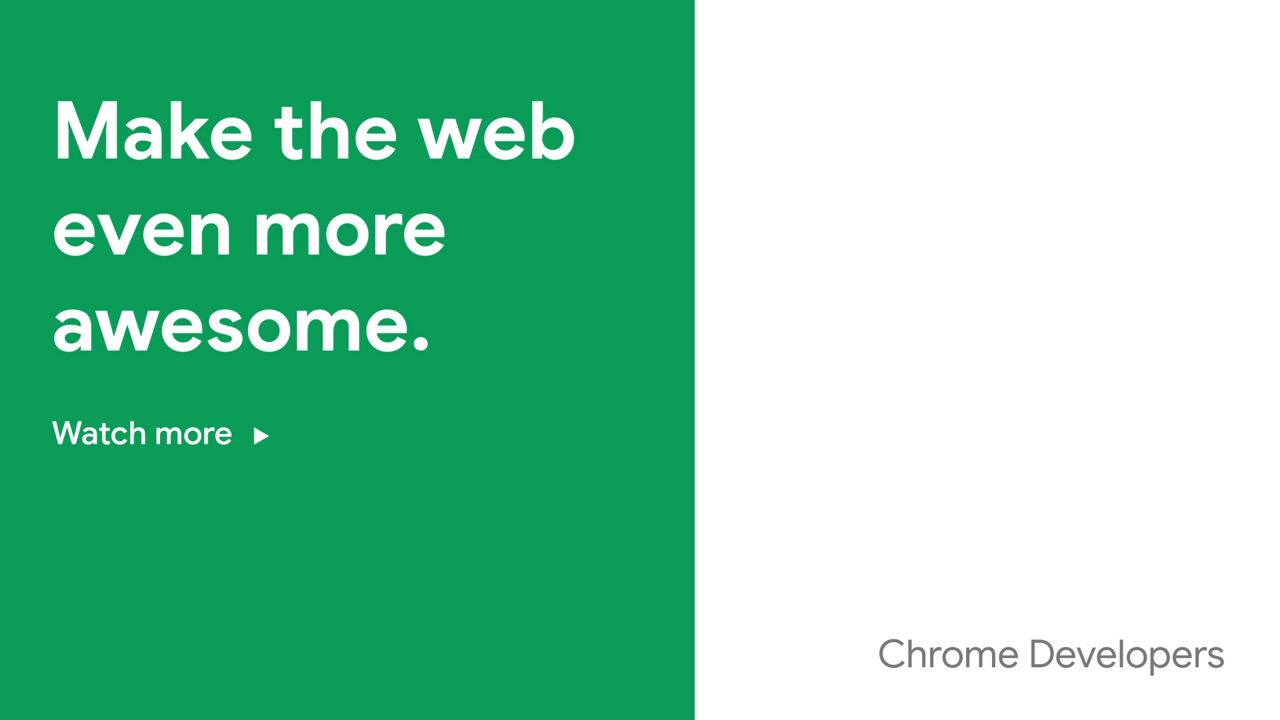 Make the web
even more
awesome.
Watch more
Chrome Developers